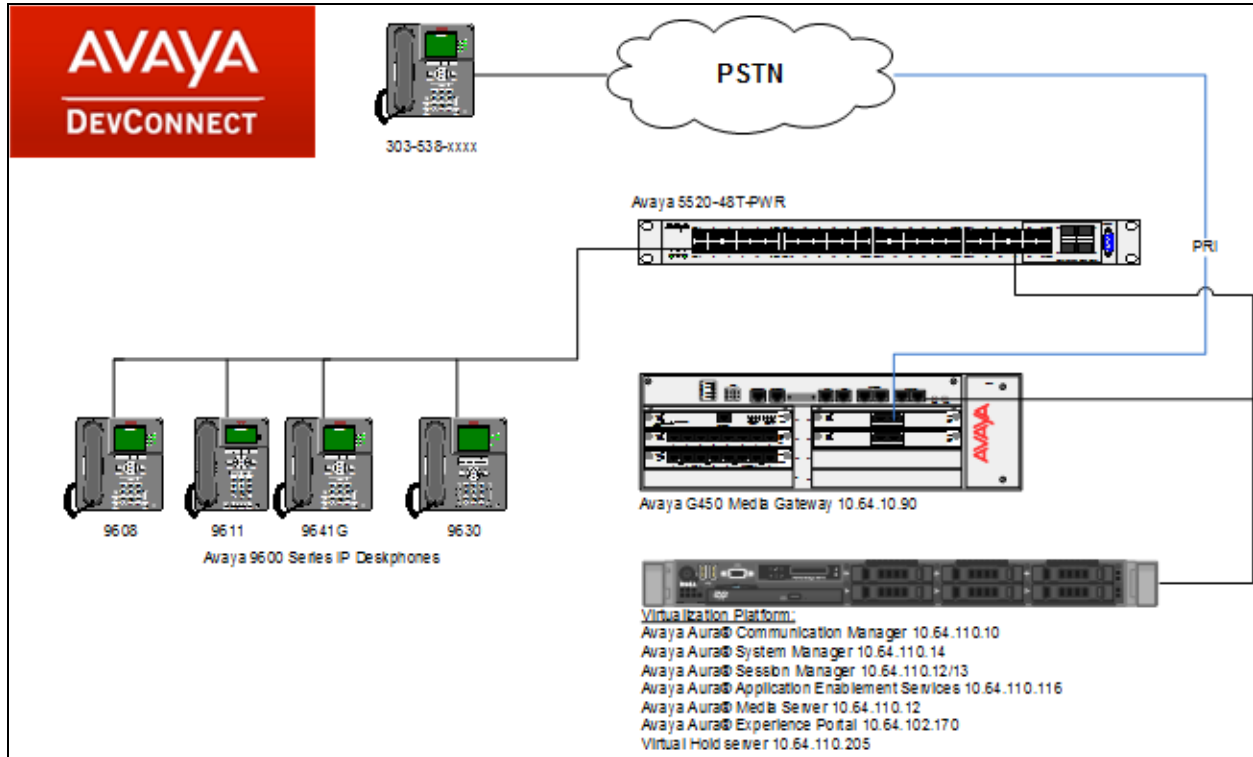 AVAYA
DEVCONNECT
303-538-xxxx
PSTN
Avaya 5520-48T-PWR
PRI
9608
9611
9641G
9630
Avaya 9600 Series IP Deskphones
AVAYA
Avaya G450 Media Gateway 10.64.10.90
Virtualization Platform:
Avaya Aura® Communication Manager 10.64.110.10
Avaya Aura® System Manager 10.64.110.14
Avaya Aura® Session Manager 10.64.110.12/13
Avaya Aura® Application Enablement Services 10.64.110.116
Avaya Aura® Media Server 10.64.110.12
Avaya Aura® Experience Portal 10.64.102.170
Virtual Hold server 10.64.110.205